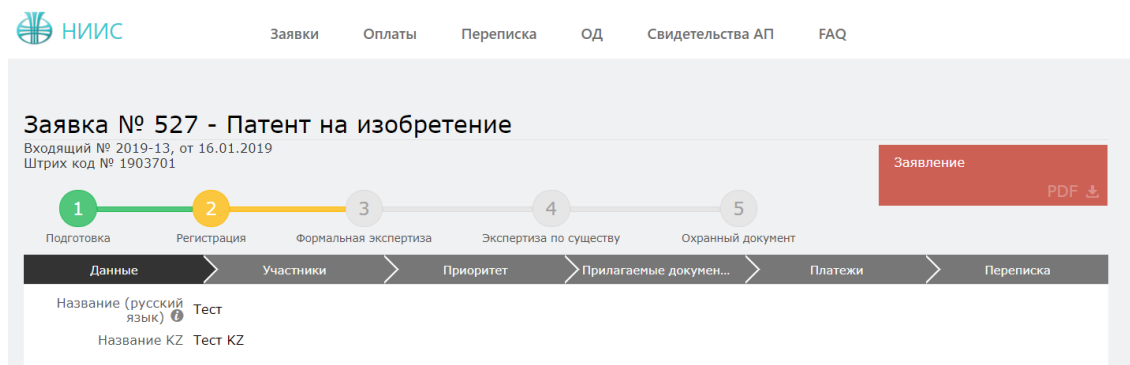 НИИС
Заявки Оплаты Переписка ОД Свидетельства АП FAQ
Заявка № 527 - Патент на изобретение
Входящий № 2019-13, от 16.01.2019
Штрих код № 1903701
Заявление
PDF
1 2 3 4 5
Подготовка Регистрация Формальная экспертиза Экспертиза по существу Охранный документ
Данные Участники Приоритет Прилагаемые докумен... Платежи Переписка
Название (русский
язык) Тест
Название KZ Тест KZ